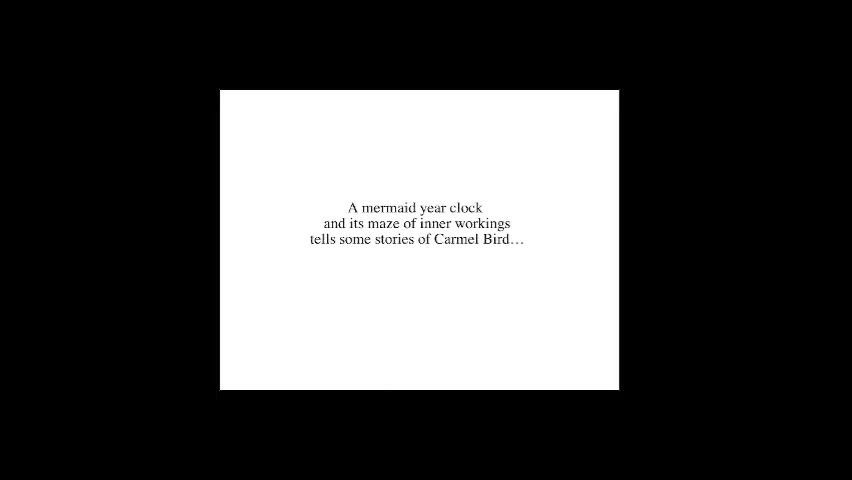 A mermaid year clock
and its maze of inner workings
tells some stories of Carmel Bird…